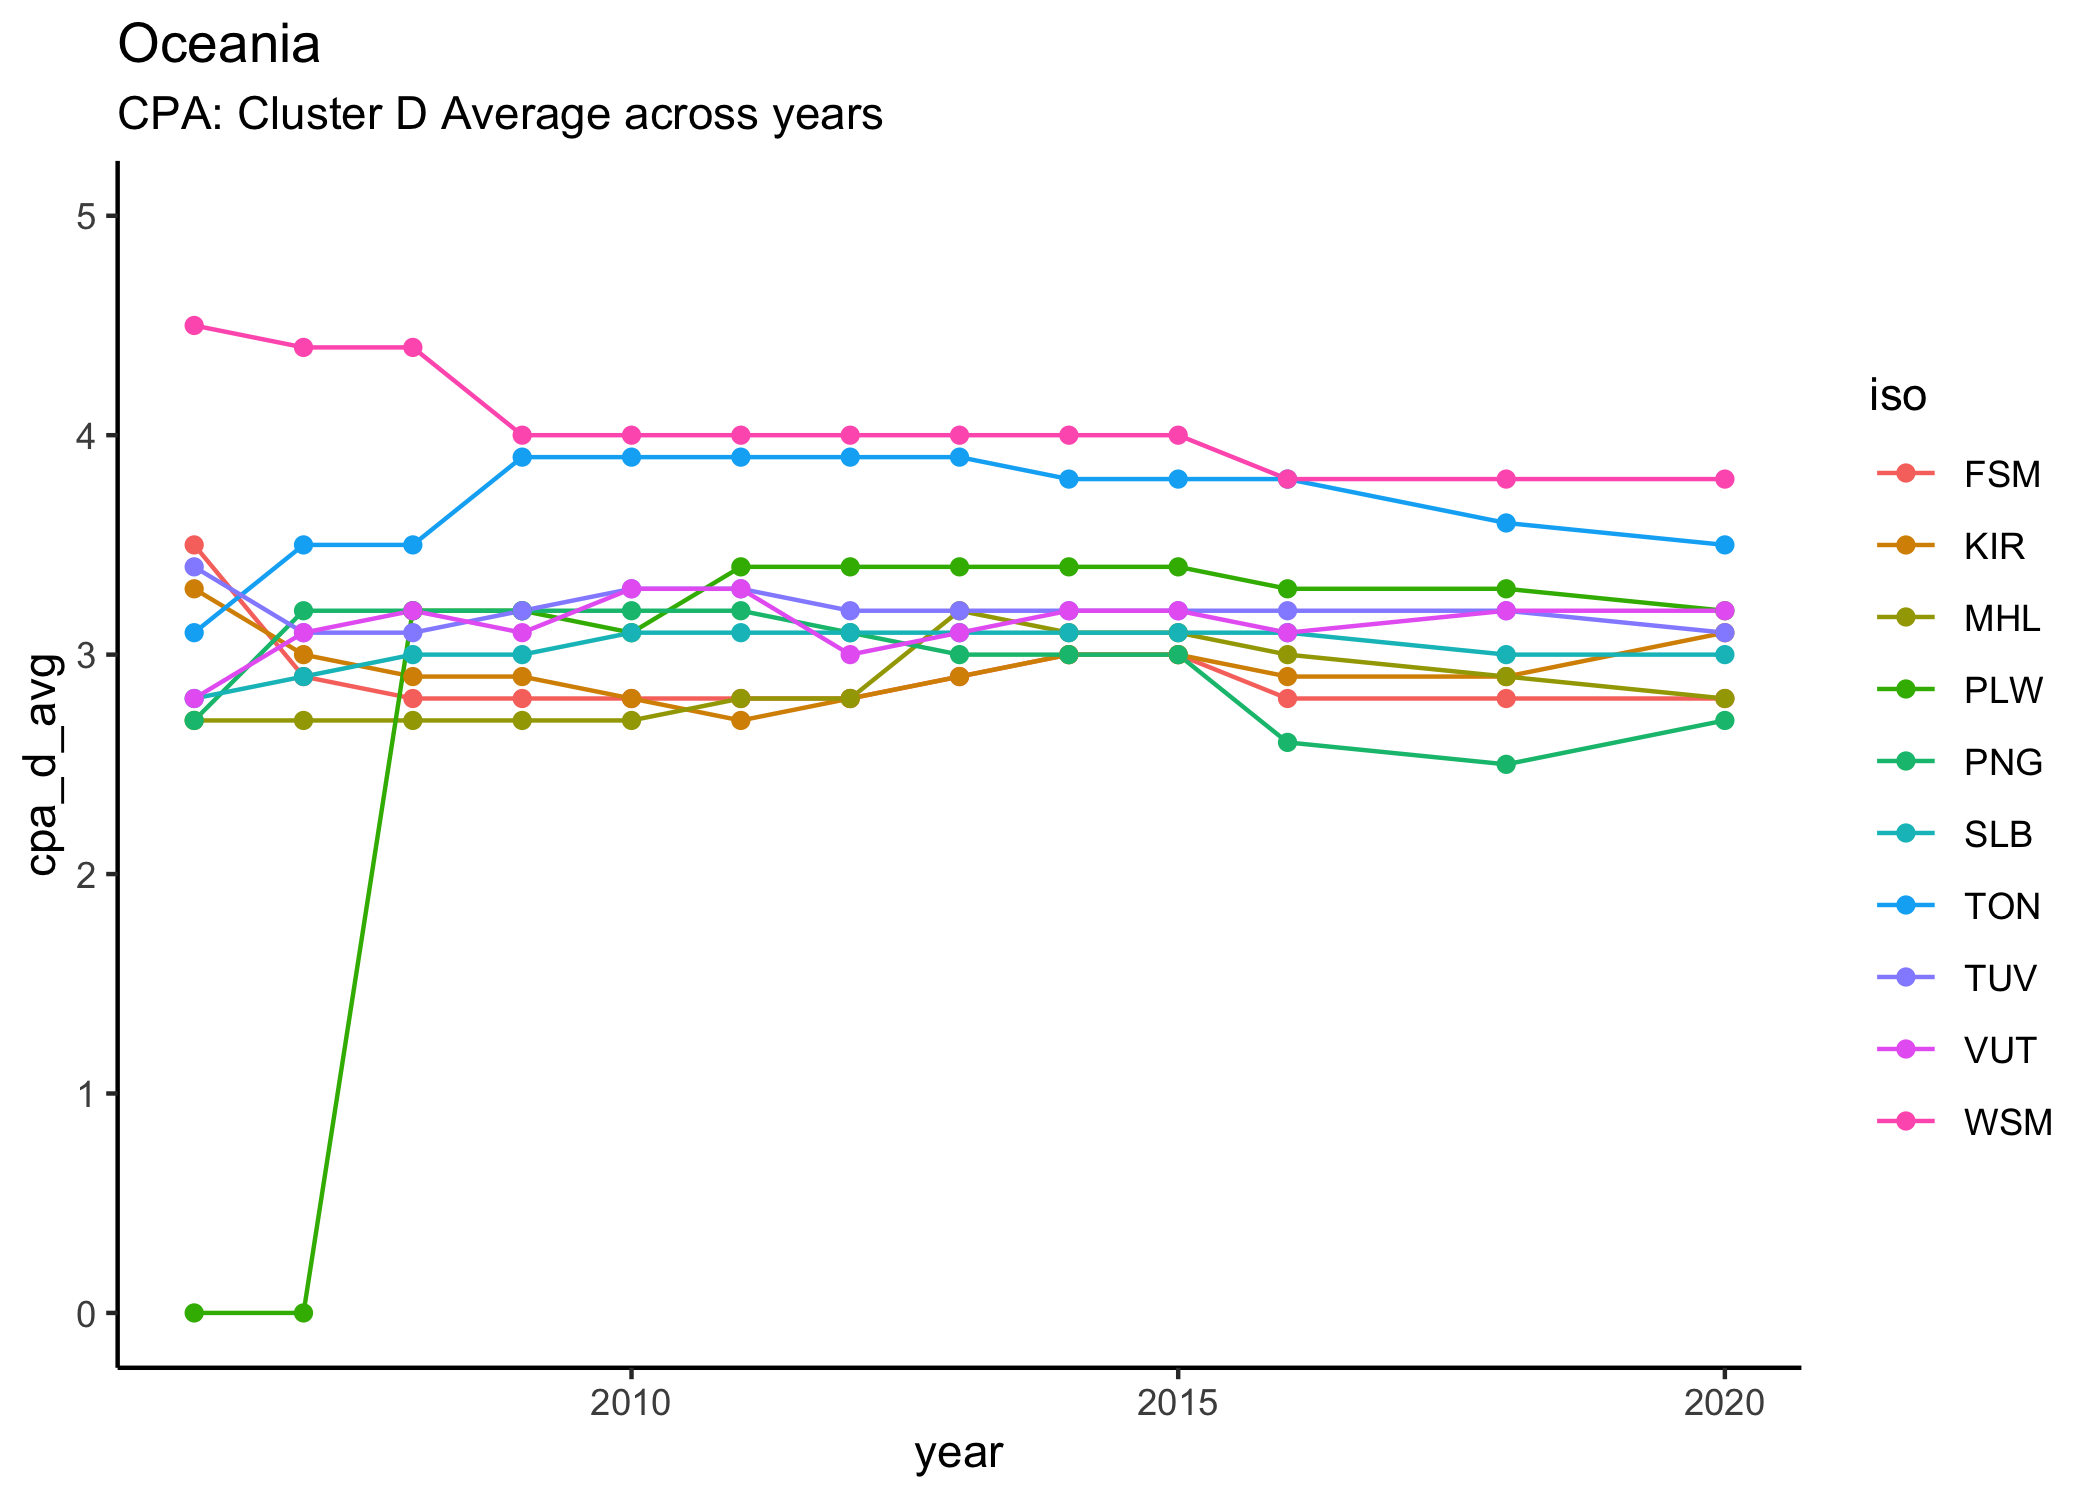 Oceania
CPA: Cluster D Average across years
cpa_d_avg
5
4
3
2
1
0
2010
2015
2020
year
iso
FSM
KIR
MHL
PLW
PNG
SLB
TON
TUV
VUT
WSM